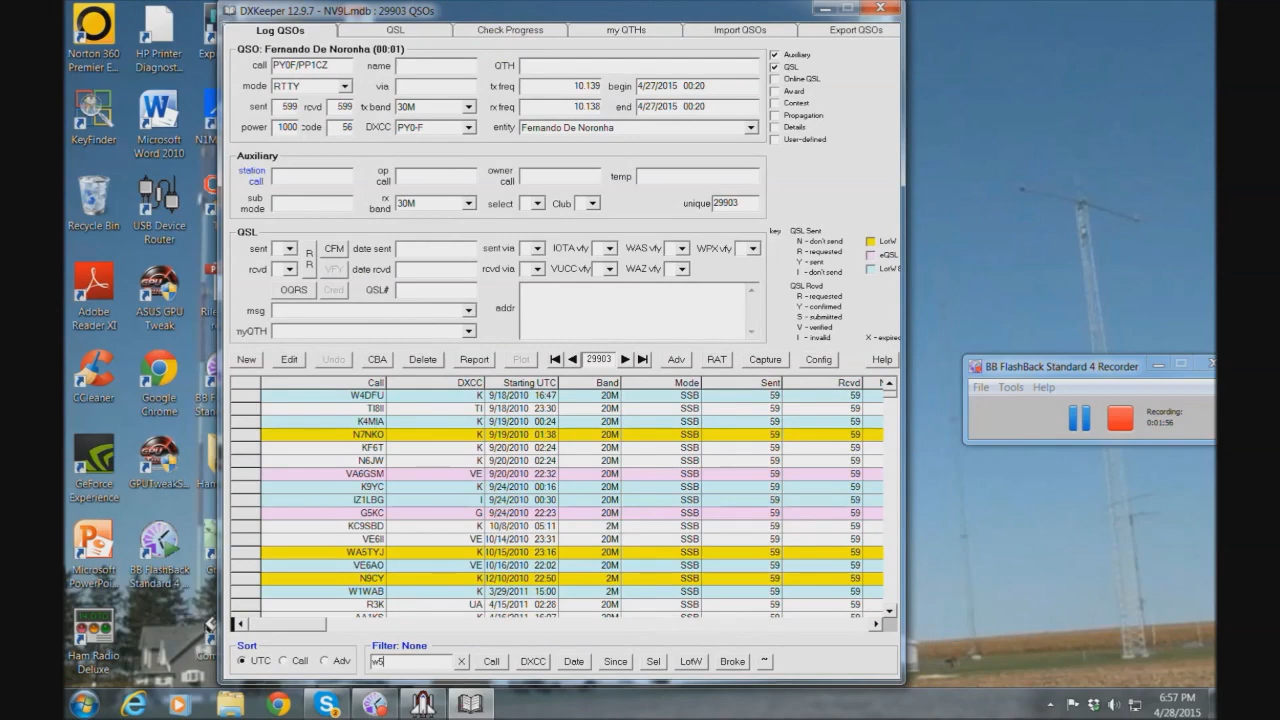 DXKeeper 12.9.7 - NV9L.mdb : 29903 QSOs
Log QSOs QSL Check Progress my QTHs Import QSOs Export QSOs
QSO: Fernando De Noronha (00:01)
call PY0F/PP1CZ name QTH
mode RTTY via tx freq 10.139 begin 4/27/2015 00:20
sent 599 rcvd 599 tx band 30M rx freq 10.138 end 4/27/2015 00:20
power 1000 code 56 DXCC PY0-F entity Fernando De Noronha
Auxiliary
QSL
Online QSL
Award
Contest
Propagation
Details
User-defined
Auxiliary
station call op call owner call temp
sub mode rx band 30M select Club unique 29903
QSL
sent R CFM date sent sent via IOTA vfy WAS vfy WPX vfy
rcvd R VFY date rcvd rcvd via VUCC vfy WAZ vfy
OQRS Cred QSL# addr
msg
myQTH
key QSL Sent
N - don't send LotW
R - requested eQSL
Y - sent
I - don't send
QSL Rcvd
R - requested
Y - confirmed
S - submitted
V - verified
I - invalid X - expire
New Edit Undo CBA Delete Report Plot 29903 Adv RAT Capture Config Help
Call DXCC Starting UTC Band Mode Sent Rcvd
W4DFU K 9/18/2010 16:47 20M SSB 59 59
TI8II TI 9/18/2010 23:30 20M SSB 59 59
K4MIA K 9/19/2010 00:24 20M SSB 59 59
N7NKO K 9/19/2010 01:38 20M SSB 59 59
KF6T K 9/20/2010 02:24 20M SSB 59 59
N6JW K 9/20/2010 02:24 20M SSB 59 59
VA6GSM VE 9/20/2010 22:32 20M SSB 59 59
K9YC K 9/24/2010 00:16 20M SSB 59 59
IZ1LBG I 9/24/2010 00:30 20M SSB 59 59
G5KC G 9/24/2010 22:23 20M SSB 59 59
KC9SBD K 10/8/2010 05:11 2M SSB 59 59
VE6II VE 10/14/2010 23:31 20M SSB 59 59
WA5TYJ K 10/15/2010 23:16 20M SSB 59 59
VE6AO VE 10/16/2010 22:02 20M SSB 59 59
N9CY K 12/10/2010 22:50 2M SSB 59 59
W1WAB K 3/29/2011 15:00 20M SSB 59 59
R3K UA 4/15/2011 02:28 20M SSB 59 59
Sort Filter: None
UTC Call Adv w5 X Call DXCC Date Since Sel LotW Broke ~
Norton 360 Premier E...
HP Printer Diagnost...
KeyFinder
Microsoft Word 2010
N1M
Recycle Bin
USB Device Router
Adobe Reader XI
ASUS GPU Tweak
CCleaner
Google Chrome
GeForce Experience
GPUTweakS...
Microsoft PowerPoi...
BB FlashBack Standard 4...
Ham Radio Deluxe
BB FlashBack Standard 4 Recorder
File Tools Help
Recording:
0:01:56
6:57 PM
4/28/2015